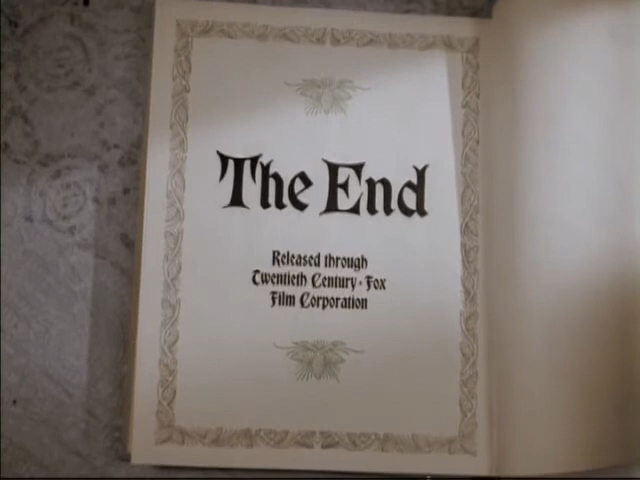 The End
Released through
Twentieth Century-Fox
Film Corporation